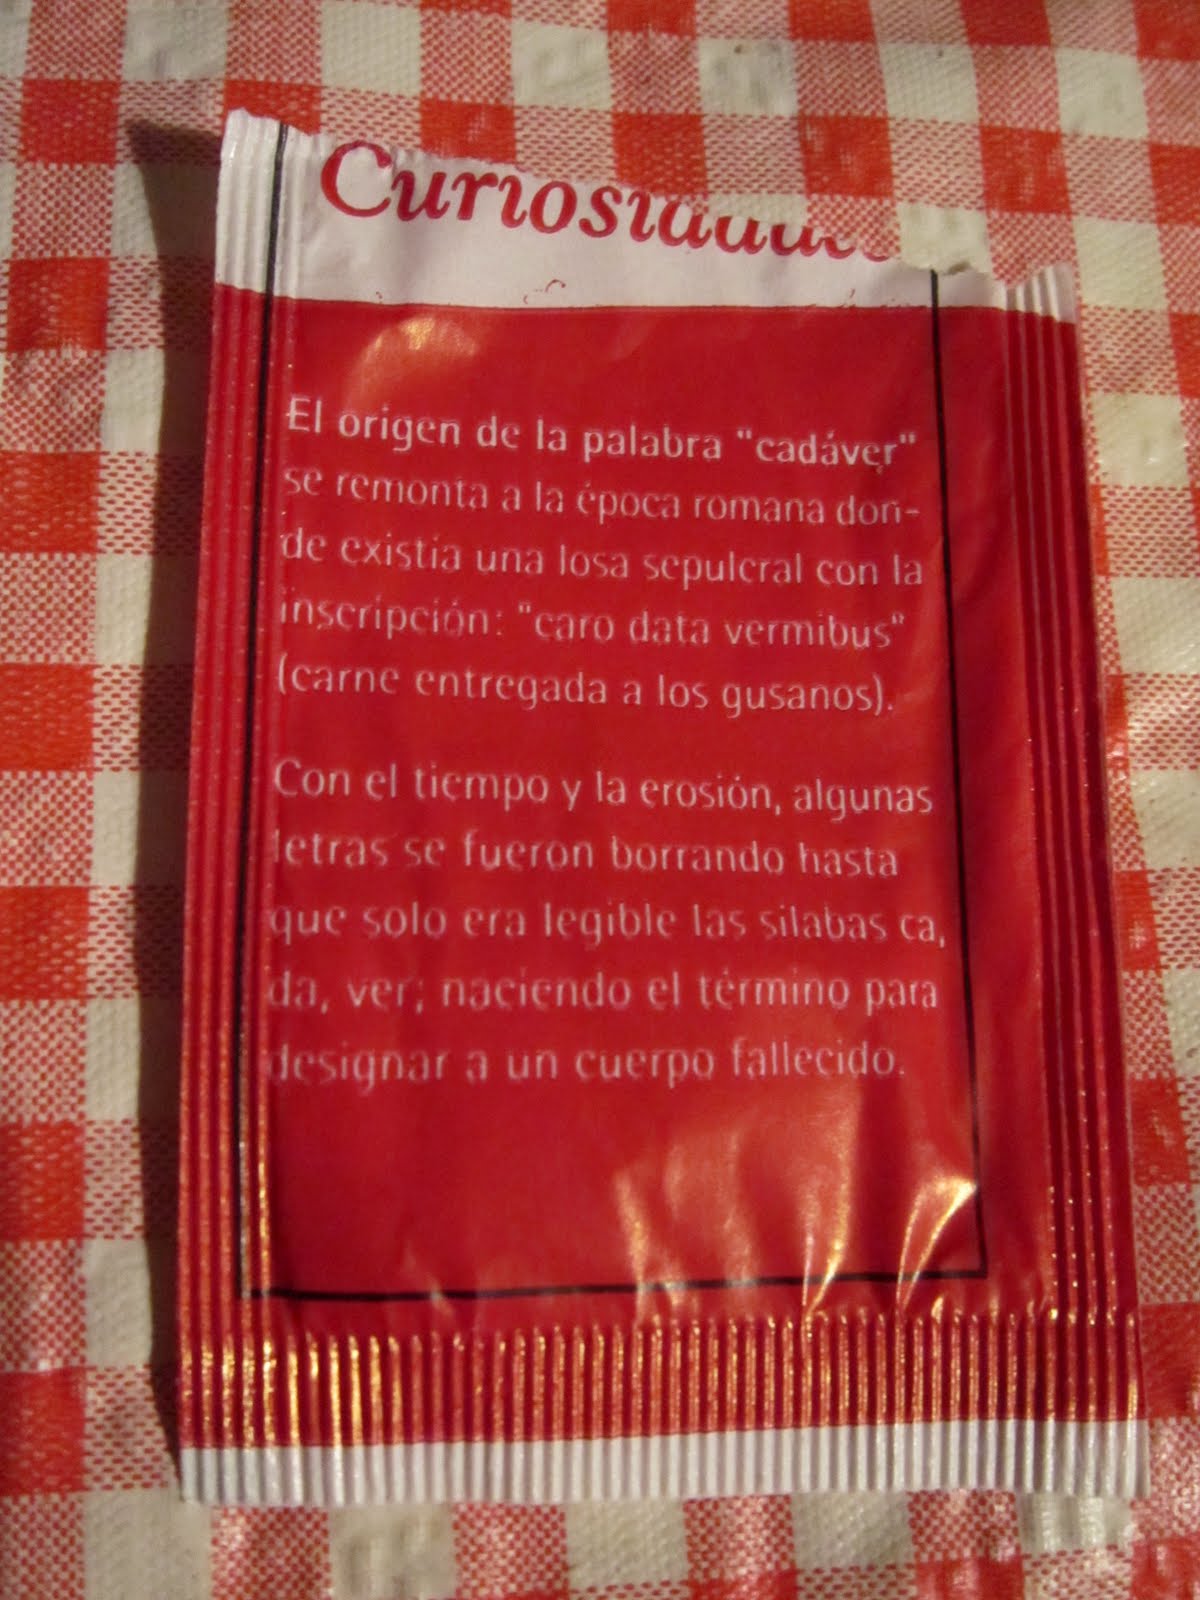 Curiosidades
El origen de la palabra "cadáver"
se remonta a la época romana don-
de existía una losa sepulcral con la
inscripción: "caro data vermibus"
(carne entregada a los gusanos).
Con el tiempo y la erosión, algunas
letras se fueron borrando hasta
que solo era legible las silabas ca,
da, ver; naciendo el término para
designar a un cuerpo fallecido.